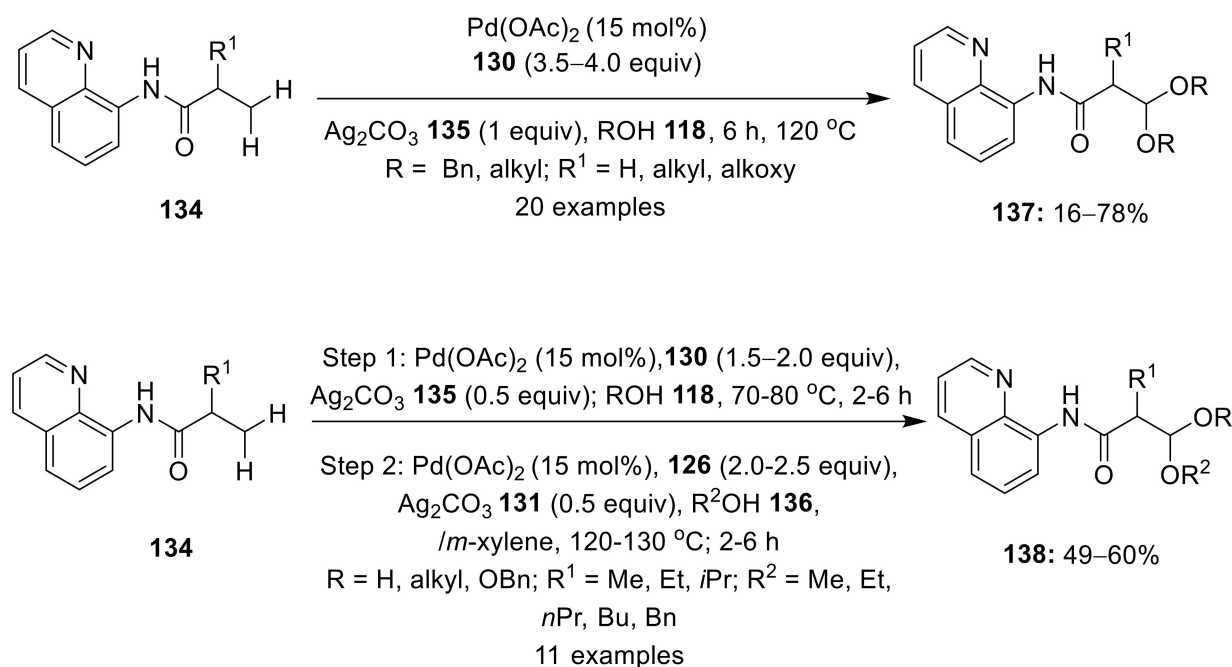 Pd(OAc)2 (15 mol%)
130 (3.5–4.0 equiv)
Ag2CO3 135 (1 equiv), ROH 118, 6 h, 120 oC
R = Bn, alkyl; R1 = H, alkyl, alkoxy
20 examples
N
H
N
O
R1
H
H
134
N
H
N
O
R1
OR
OR
137: 16–78%
Step 1: Pd(OAc)2 (15 mol%),130 (1.5–2.0 equiv),
Ag2CO3 135 (0.5 equiv); ROH 118, 70-80 oC, 2-6 h
Step 2: Pd(OAc)2 (15 mol%), 126 (2.0-2.5 equiv),
Ag2CO3 131 (0.5 equiv), R2OH 136,
/m-xylene, 120-130 oC; 2-6 h
R = H, alkyl, OBn; R1 = Me, Et, iPr; R2 = Me, Et,
nPr, Bu, Bn
11 examples
N
H
N
O
R1
H
H
134
N
H
N
O
R1
OR
OR2
138: 49–60%